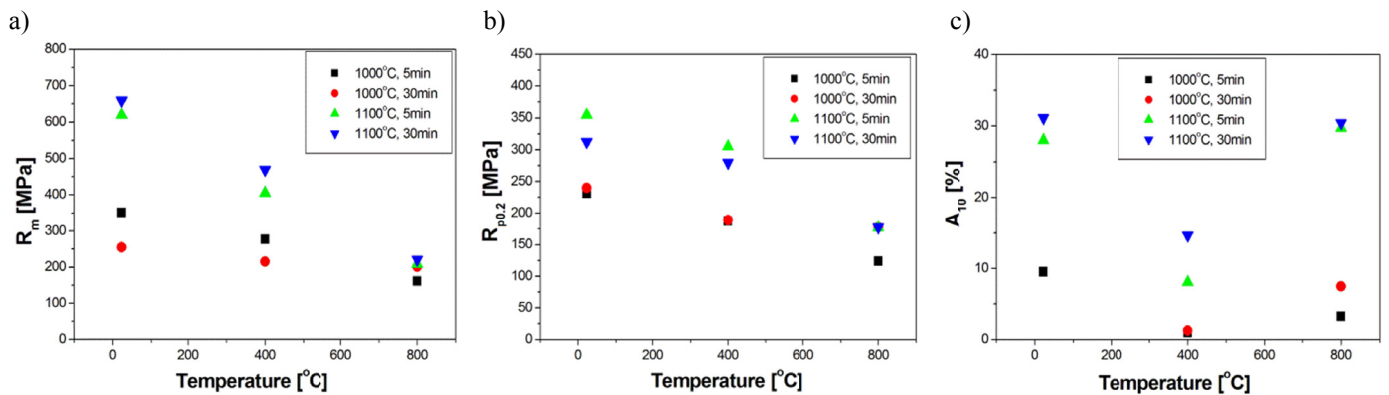 a)
800
700
600
500
400
300
200
100
0
R_m [MPa]
0 200 400 600 800
Temperature [°C]
1000°C, 5min
1000°C, 30min
1100°C, 5min
1100°C, 30min
b)
450
400
350
300
250
200
150
100
50
0
R_p0.2 [MPa]
0 200 400 600 800
Temperature [°C]
1000°C, 5min
1000°C, 30min
1100°C, 5min
1100°C, 30min
c)
40
30
20
10
0
A_10 [%]
0 200 400 600 800
Temperature [°C]
1000°C, 5min
1000°C, 30min
1100°C, 5min
1100°C, 30min